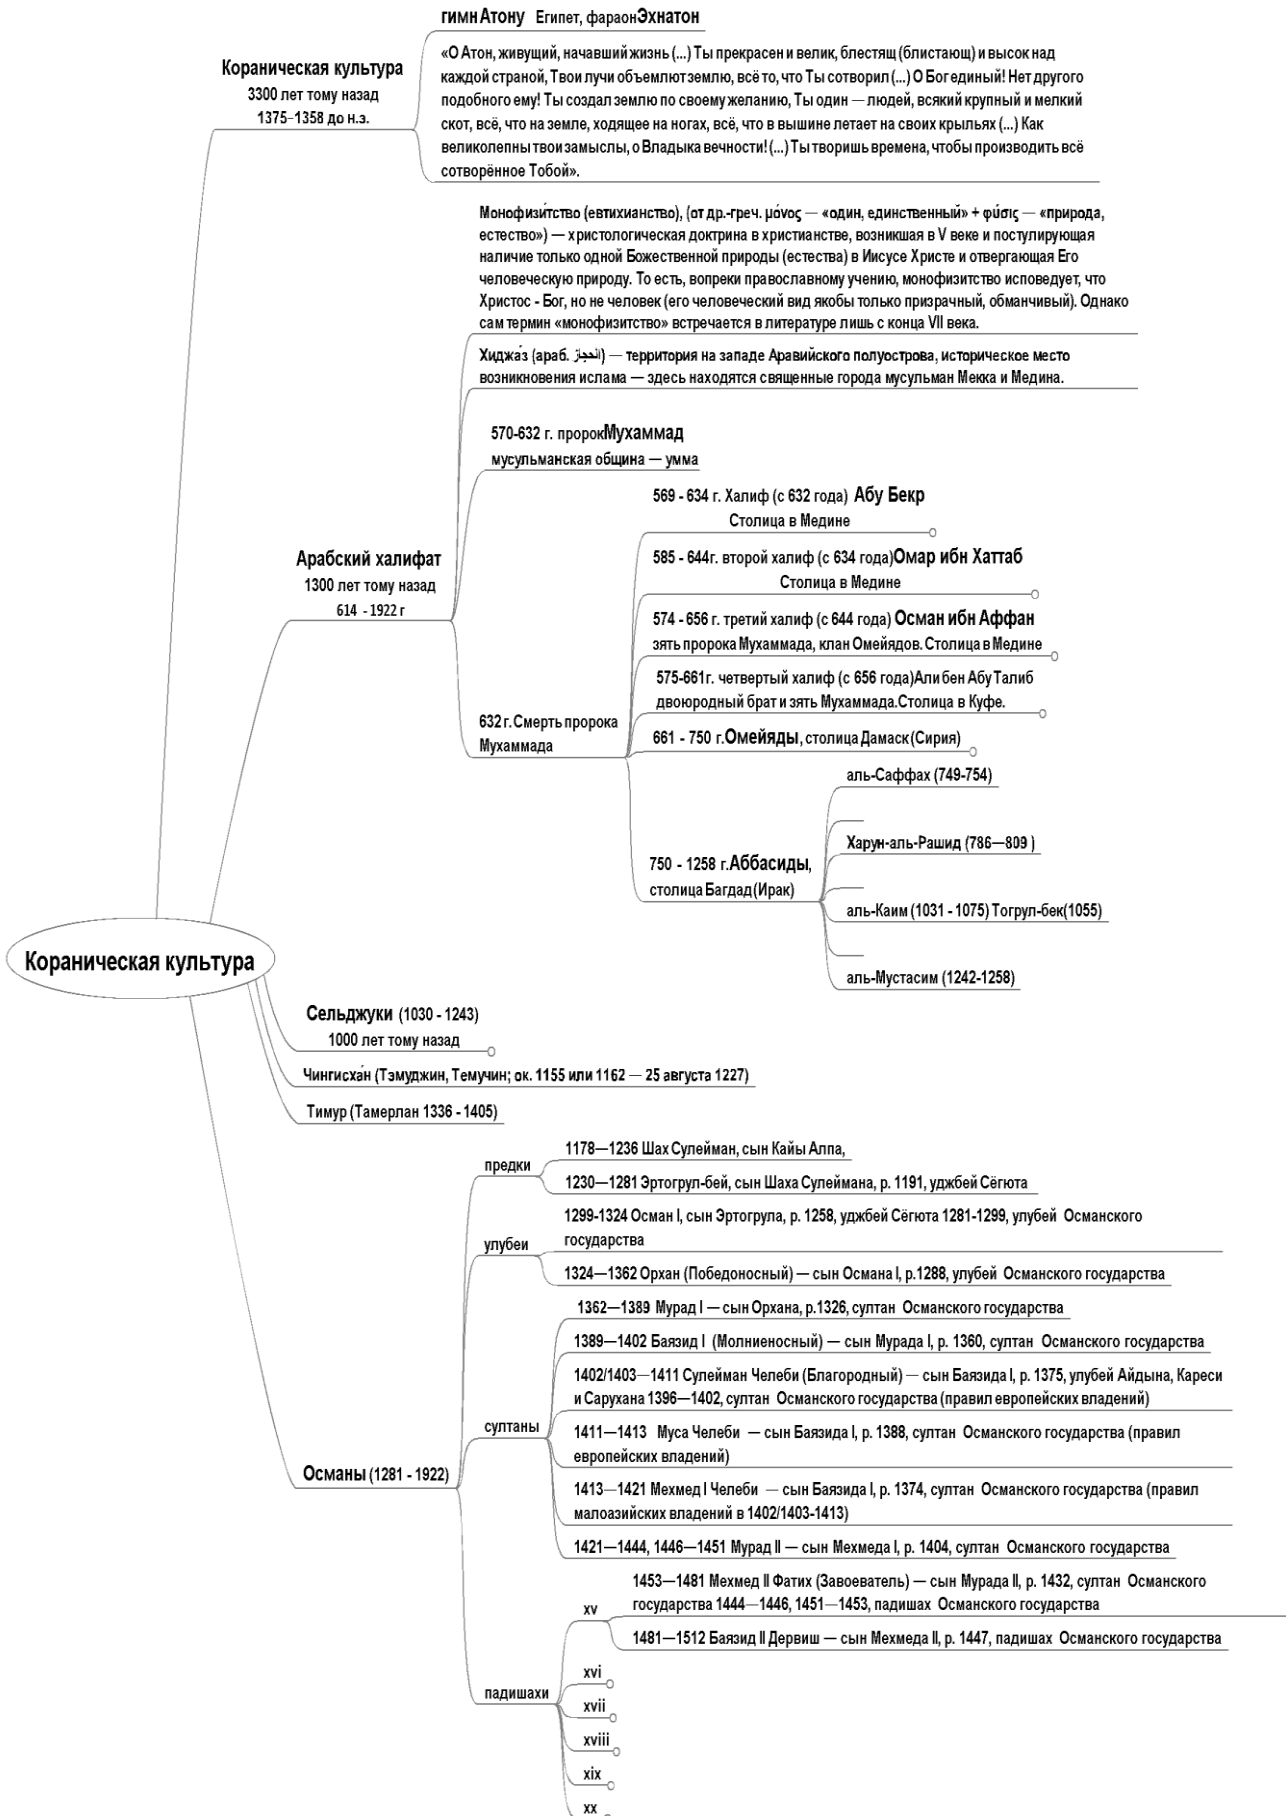 гимн Атону Египет, фараон Эхнатон
Кораническая культура
3300 лет тому назад
1375-1358 до н.э.
«О Атон, живущий, начавший жизнь (...) Ты прекрасен и велик, блестящ (блистающ) и высок над
каждой страной, Твои лучи объемлют землю, всё то, что Ты сотворил (...) О Бог единый! Нет другого
подобного ему! Ты создал землю по своему желанию, Ты один — людей, всякий крупный и мелкий
скот, всё, что на земле, ходящее на ногах, всё, что в вышине летает на своих крыльях (...) Как
великолепны твои замыслы, о Владыка вечности! (...) Ты творишь времена, чтобы производить всё
сотворённое Тобой».
Монофизи́тство (евтихианство), (от др.-греч. μόνος — «один, единственный» + φύσις — «природа,
естество») — христологическая доктрина в христианстве, возникшая в V веке и постулирующая
наличие только одной Божественной природы (естества) в Иисусе Христе и отвергающая Его
человеческую природу. То есть, вопреки православному учению, монофизитство исповедует, что
Христос - Бог, но не человек (его человеческий вид якобы только призрачный, обманчивый). Однако
сам термин «монофизитство» встречается в литературе лишь с конца VII века.
Хиджа́з (араб. الحجاز) — территория на западе Аравийского полуострова, историческое место
возникновения ислама — здесь находятся священные города мусульман Мекка и Медина.
570-632 г. пророк Мухаммад
мусульманская община — умма
Арабский халифат
1300 лет тому назад
614 - 1922 г
632 г. Смерть пророка
Мухаммада
569 - 634 г. Халиф (с 632 года) Абу Бекр
Столица в Медине
585 - 644г. второй халиф (с 634 года) Омар ибн Хаттаб
Столица в Медине
574 - 656 г. третий халиф (с 644 года) Осман ибн Аффан
зять пророка Мухаммада, клан Омейядов. Столица в Медине
575-661г. четвертый халиф (с 656 года) Али бен Абу Талиб
двоюродный брат и зять Мухаммада. Столица в Куфе.
661 - 750 г. Омейяды, столица Дамаск (Сирия)
750 - 1258 г. Аббасиды,
столица Багдад (Ирак)
аль-Саффах (749-754)
Харун-аль-Рашид (786—809 )
аль-Каим (1031 - 1075) Тогрул-бек(1055)
аль-Мустасим (1242-1258)
Кораническая культура
Сельджуки (1030 - 1243)
1000 лет тому назад
Чингисха́н (Тэмуджин, Темучин; ок. 1155 или 1162 — 25 августа 1227)
Тимур (Тамерлан 1336 - 1405)
Османы (1281 - 1922)
предки
1178—1236 Шах Сулейман, сын Кайы Алпа,
1230—1281 Эртогрул-бей, сын Шаха Сулеймана, р. 1191, уджбей Сёгюта
улубеи
1299-1324 Осман I, сын Эртогрула, р. 1258, уджбей Сёгюта 1281-1299, улубей Османского
государства
1324—1362 Орхан (Победоносный) — сын Османа I, р.1288, улубей Османского государства
султаны
1362—1389 Мурад I — сын Орхана, р.1326, султан Османского государства
1389—1402 Баязид I (Молниеносный) — сын Мурада I, р. 1360, султан Османского государства
1402/1403—1411 Сулейман Челеби (Благородный) — сын Баязида I, р. 1375, улубей Айдына, Кареси
и Сарухана 1396—1402, султан Османского государства (правил европейских владений)
1411—1413 Муса Челеби — сын Баязида I, р. 1388, султан Османского государства (правил
европейских владений)
1413—1421 Мехмед I Челеби — сын Баязида I, р. 1374, султан Османского государства (правил
малоазийских владений в 1402/1403-1413)
1421—1444, 1446—1451 Мурад II — сын Мехмеда I, р. 1404, султан Османского государства
падишахи
xv
1453—1481 Мехмед II Фатих (Завоеватель) — сын Мурада II, р. 1432, султан Османского
государства 1444—1446, 1451—1453, падишах Османского государства
1481—1512 Баязид II Дервиш — сын Мехмеда II, р. 1447, падишах Османского государства
xvi
xvii
xviii
xix
xx